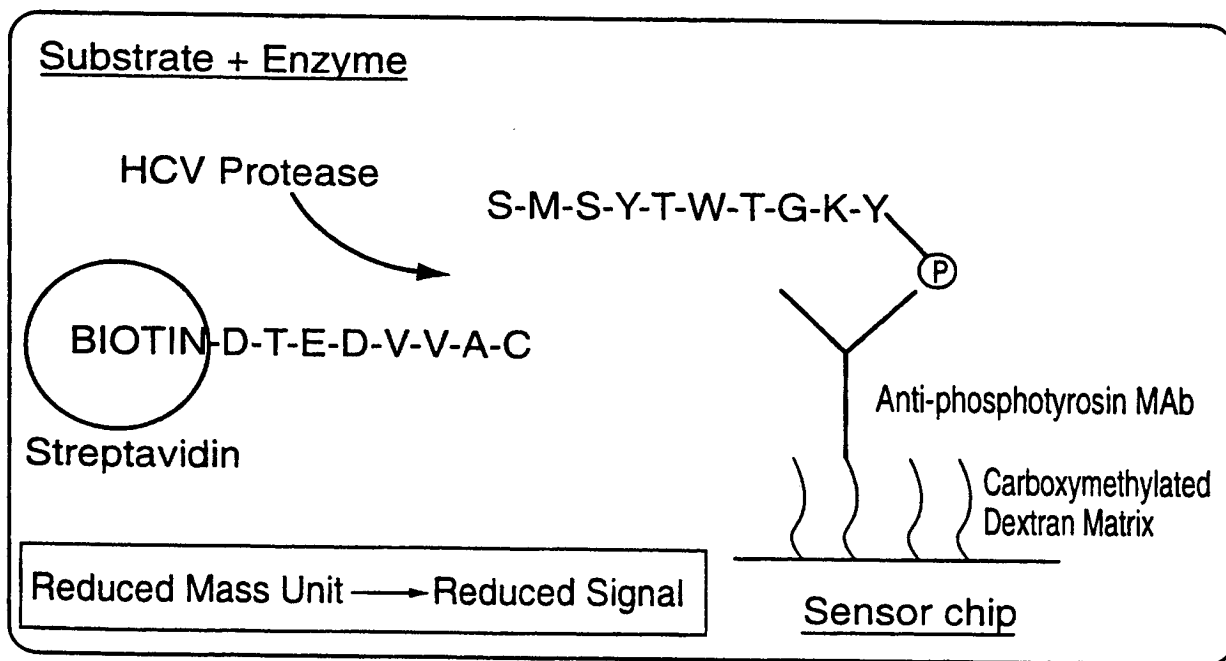 Substrate + Enzyme
HCV Protease
S-M-S-Y-T-W-T-G-K-Y
P
BIOTIN-D-T-E-D-V-V-A-C
Streptavidin
Anti-phosphotyrosin MAb
Carboxymethylated
Dextran Matrix
Reduced Mass Unit → Reduced Signal
Sensor chip